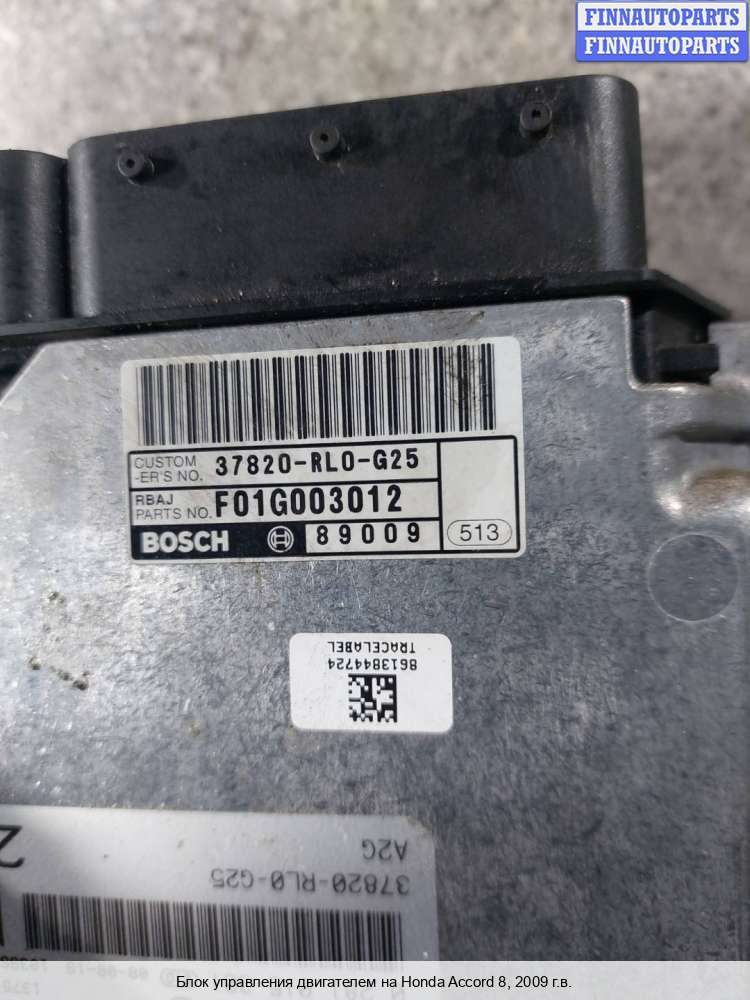 FINNAUTOPARTS
FINNAUTOPARTS
CUSTOM
-ER'S NO. 37820-RL0-G25
RBAJ
PARTS NO. F01G003012
BOSCH 89009 513
TRACELABEL
8613844724
2
A2G
37820-RL0-G25
Блок управления двигателем на Honda Accord 8, 2009 г.в.